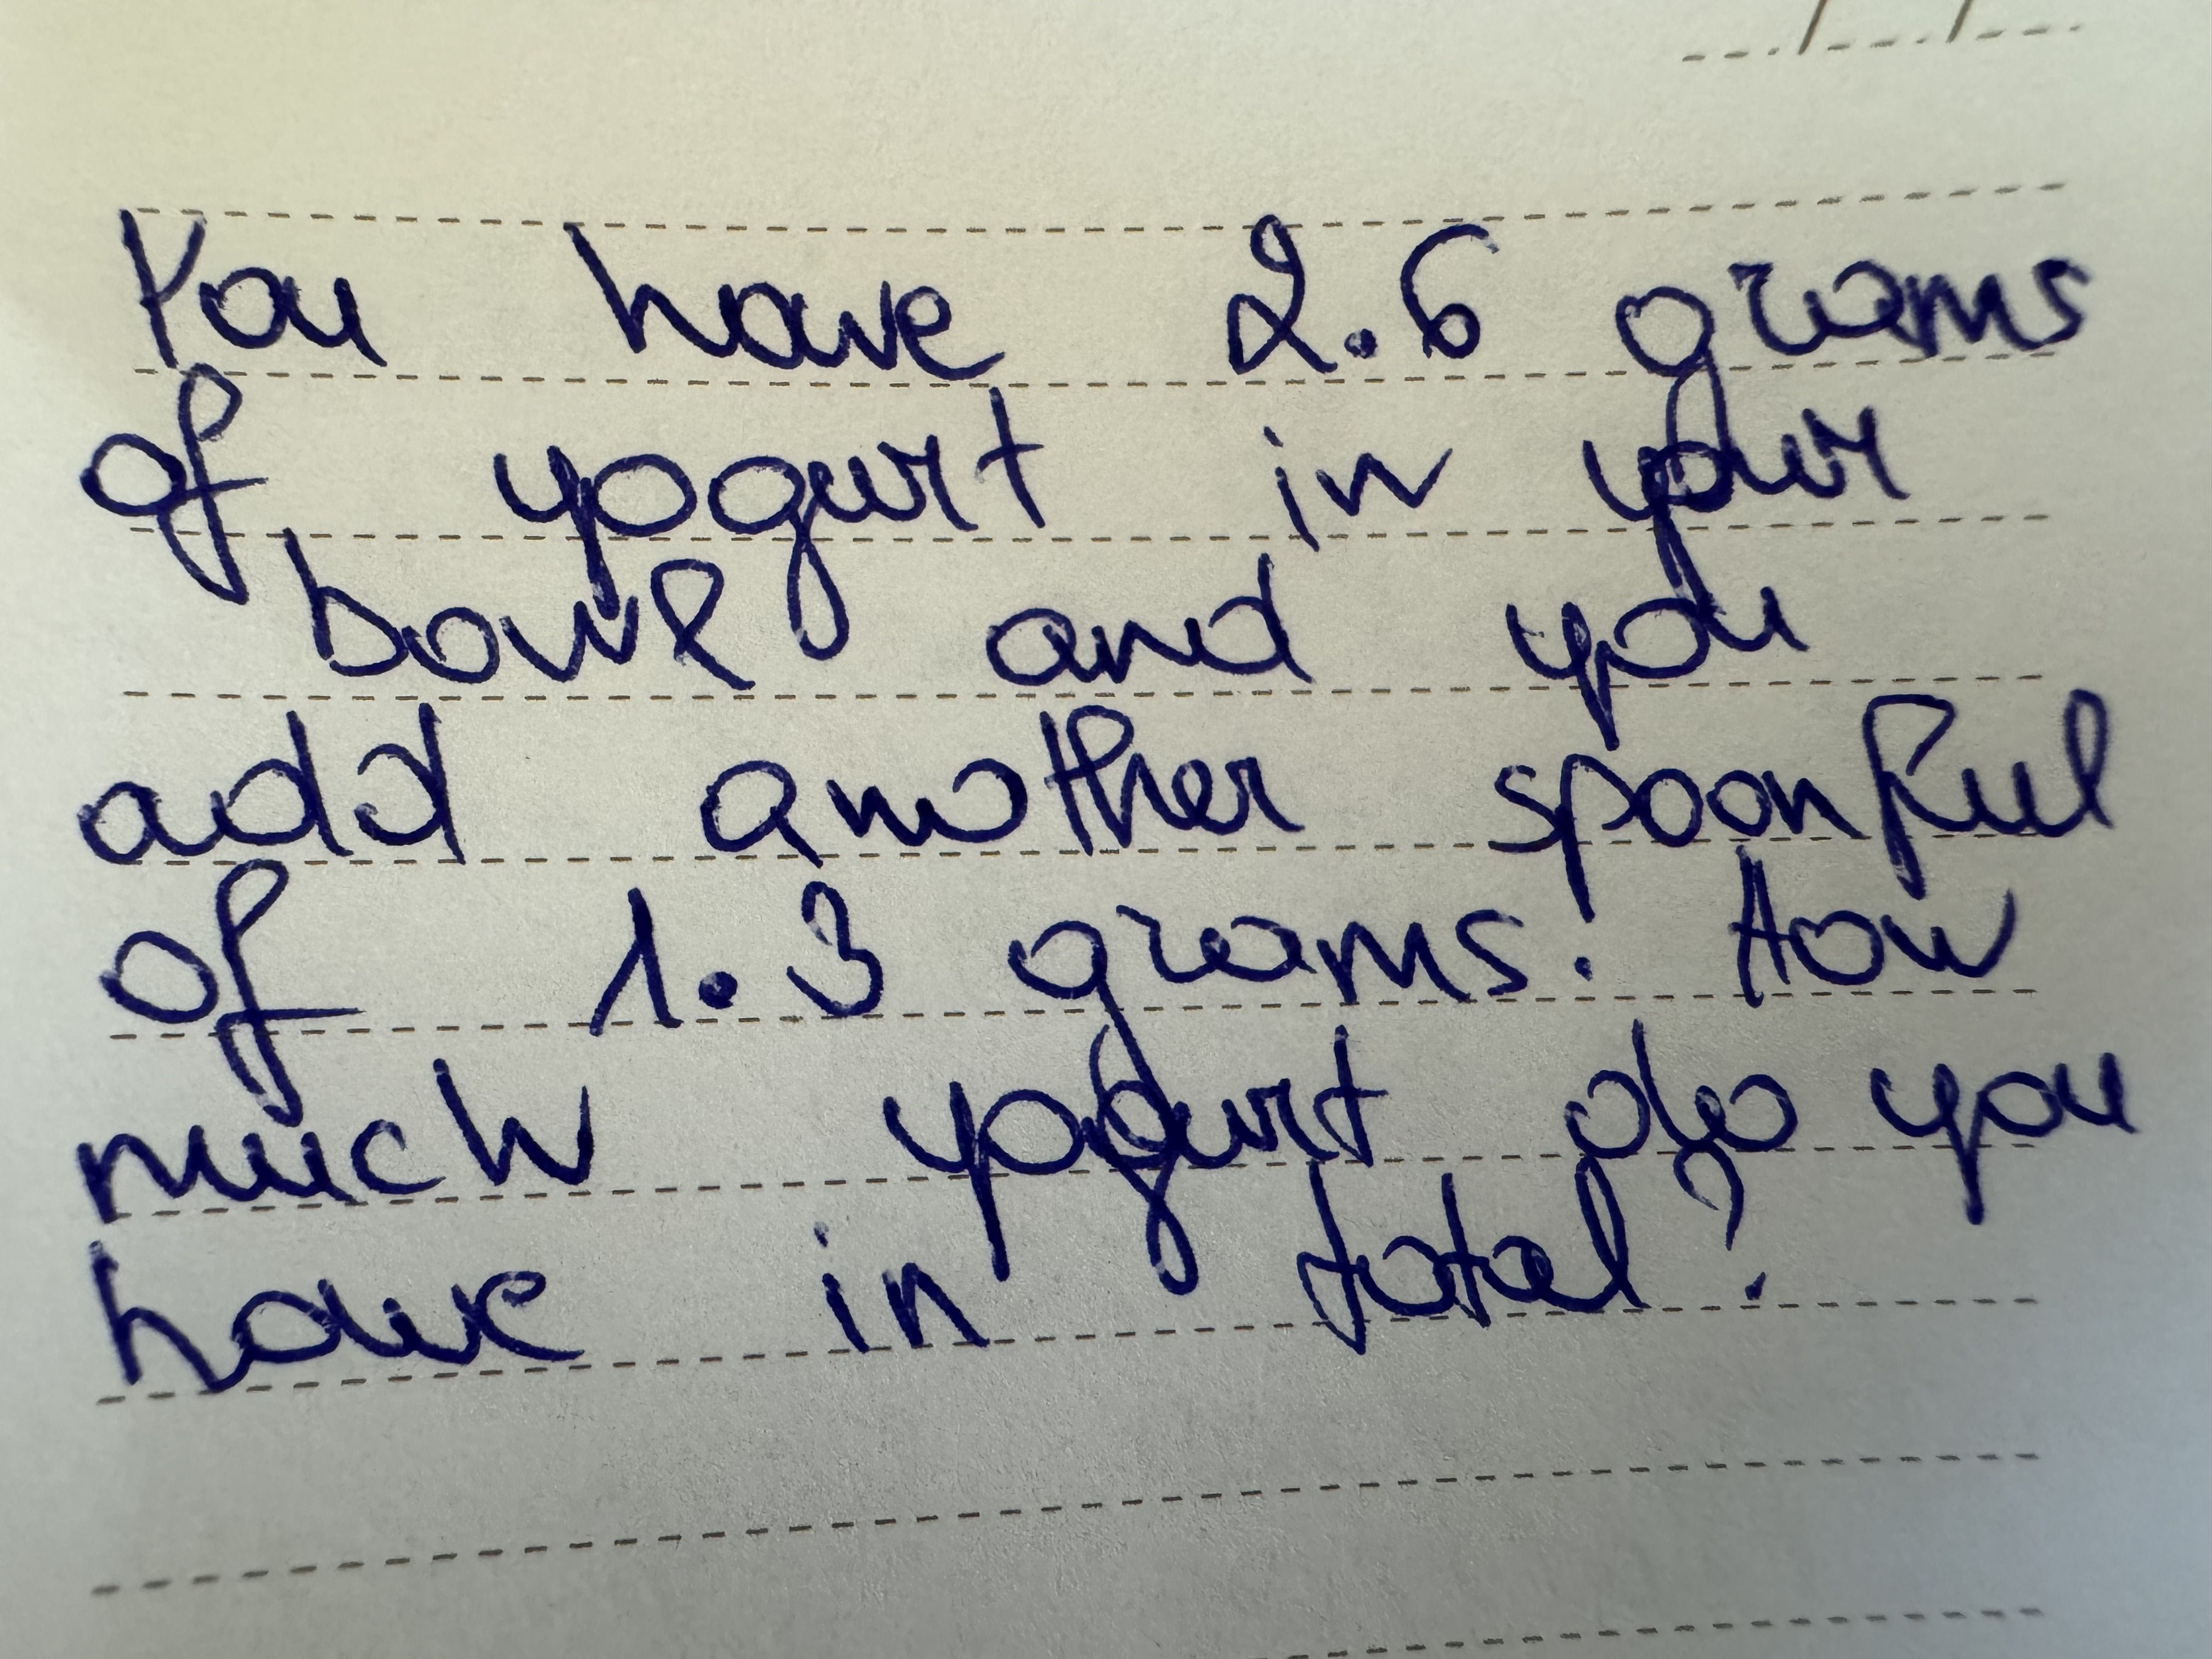 You have 2.6 grams
of yogurt in your
bowl and you
add another spoonful
of 1.3 grams. How
much yogurt do you
have in total?